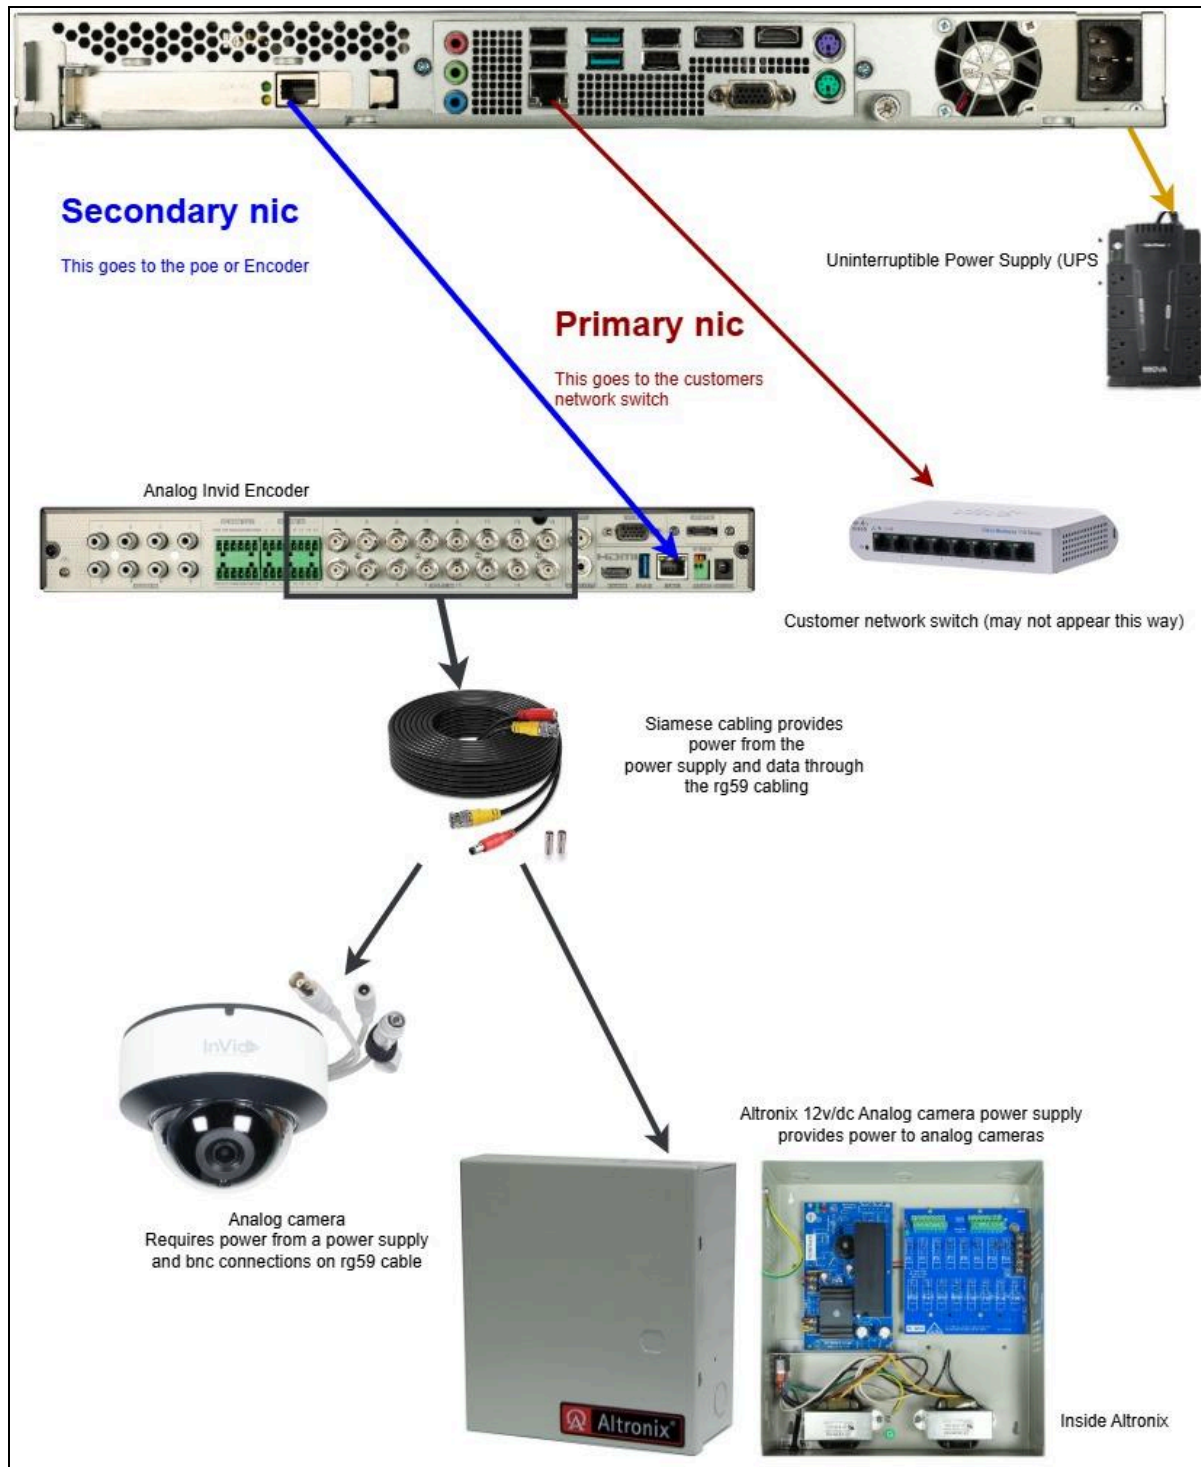 Secondary nic
This goes to the poe or Encoder
Uninterruptible Power Supply (UPS
Primary nic
This goes to the customers
network switch
Analog Invid Encoder
HDMI
Customer network switch (may not appear this way)
Siamese cabling provides
power from the
power supply and data through
the rg59 cabling
InVid
Altronix 12v/dc Analog camera power supply
provides power to analog cameras
Analog camera
Requires power from a power supply
and bnc connections on rg59 cable
Altronix
Inside Altronix